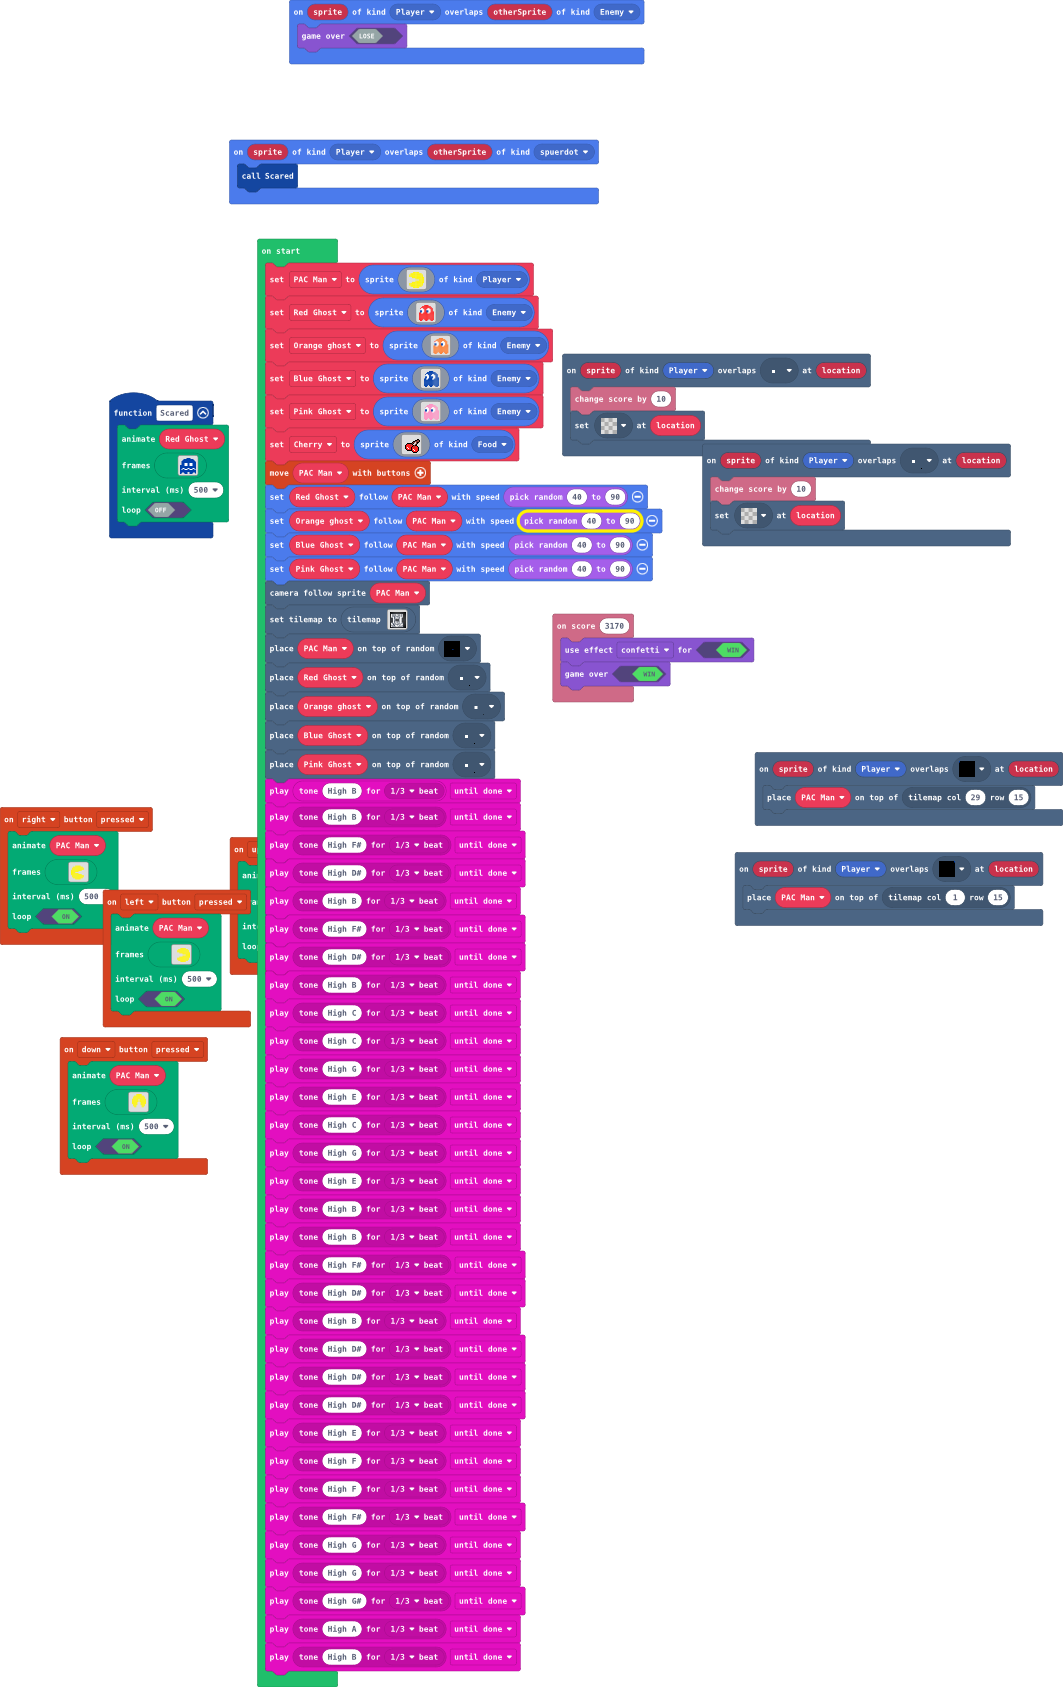 on sprite of kind Player overlaps otherSprite of kind Enemy
game over LOSE
on sprite of kind Player overlaps otherSprite of kind spuerdot
call Scared
on start
set PAC Man to sprite of kind Player
set Red Ghost to sprite of kind Enemy
set Orange ghost to sprite of kind Enemy
set Blue Ghost to sprite of kind Enemy
set Pink Ghost to sprite of kind Enemy
set Cherry to sprite of kind Food
move PAC Man with buttons
set Red Ghost follow PAC Man with speed pick random 40 to 90
set Orange ghost follow PAC Man with speed pick random 40 to 90
set Blue Ghost follow PAC Man with speed pick random 40 to 90
set Pink Ghost follow PAC Man with speed pick random 40 to 90
camera follow sprite PAC Man
set tilemap to tilemap
place PAC Man on top of random
place Red Ghost on top of random
place Orange ghost on top of random
place Blue Ghost on top of random
place Pink Ghost on top of random
play tone High B for 1/3 beat until done
play tone High B for 1/3 beat until done
play tone High F# for 1/3 beat until done
play tone High D# for 1/3 beat until done
play tone High B for 1/3 beat until done
play tone High F# for 1/3 beat until done
play tone High D# for 1/3 beat until done
play tone High B for 1/3 beat until done
play tone High C for 1/3 beat until done
play tone High C for 1/3 beat until done
play tone High G for 1/3 beat until done
play tone High E for 1/3 beat until done
play tone High C for 1/3 beat until done
play tone High G for 1/3 beat until done
play tone High E for 1/3 beat until done
play tone High B for 1/3 beat until done
play tone High B for 1/3 beat until done
play tone High F# for 1/3 beat until done
play tone High D# for 1/3 beat until done
play tone High B for 1/3 beat until done
play tone High D# for 1/3 beat until done
play tone High D# for 1/3 beat until done
play tone High D# for 1/3 beat until done
play tone High E for 1/3 beat until done
play tone High F for 1/3 beat until done
play tone High F for 1/3 beat until done
play tone High F# for 1/3 beat until done
play tone High G for 1/3 beat until done
play tone High G for 1/3 beat until done
play tone High G# for 1/3 beat until done
play tone High A for 1/3 beat until done
play tone High B for 1/3 beat until done
function Scared
animate Red Ghost
frames
interval (ms) 500
loop OFF
on sprite of kind Player overlaps at location
change score by 10
set at location
on sprite of kind Player overlaps at location
change score by 10
set at location
on score 3170
use effect confetti for WIN
game over WIN
on sprite of kind Player overlaps at location
place PAC Man on top of tilemap col 29 row 15
on sprite of kind Player overlaps at location
place PAC Man on top of tilemap col 1 row 15
on right button pressed
animate PAC Man
frames
interval (ms) 500
loop ON
on
on left button pressed
animate PAC Man
frames
interval (ms) 500
loop ON
on down button pressed
animate PAC Man
frames
interval (ms) 500
loop ON